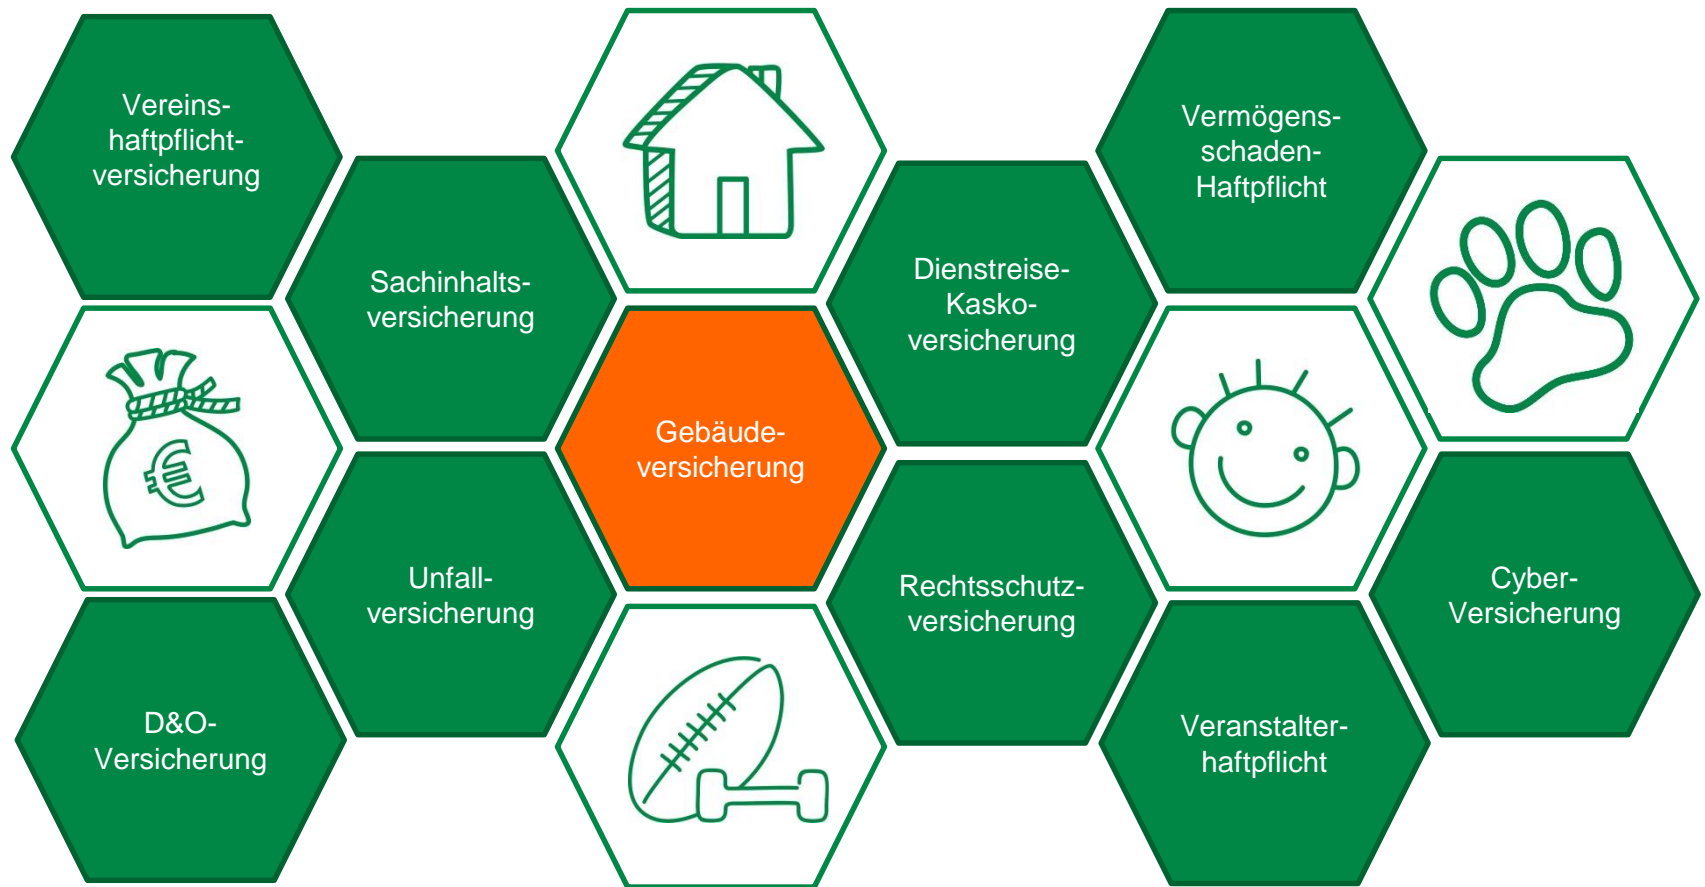 Vereins-
haftpflicht-
versicherung
Sachinhalts-
versicherung
Gebäude-
versicherung
Dienstreise-
Kasko-
versicherung
Vermögens-
schaden-
Haftpflicht
€
Unfall-
versicherung
Rechtsschutz-
versicherung
Cyber-
Versicherung
D&O-
Versicherung
Veranstalter-
haftpflicht